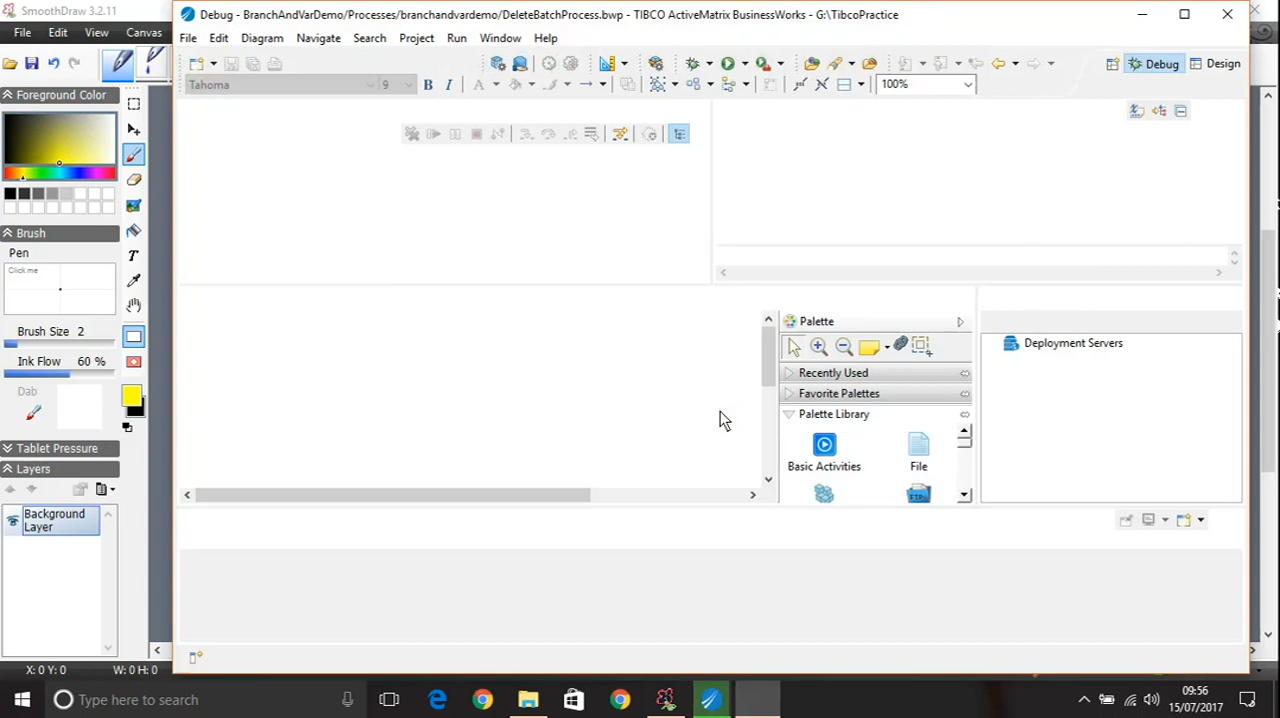 SmoothDraw 3.2.11
Debug - BranchAndVarDemo/Processes/branchandvardemo/DeleteBatchProcess.bwp - TIBCO ActiveMatrix BusinessWorks - G:\TibcoPractice
File Edit View Canvas
File Edit Diagram Navigate Search Project Run Window Help
Debug Design
Tahoma 9 B I A 100%
Foreground Color
Brush
Pen
Click me
T
Brush Size 2
Ink Flow 60 %
Dab
Tablet Pressure
Layers
Background
Layer
Palette
Recently Used
Favorite Palettes
Palette Library
Basic Activities File
FTP
Deployment Servers
X: 0 Y: 0 W: 0 H: 0
Type here to search
09:56
15/07/2017